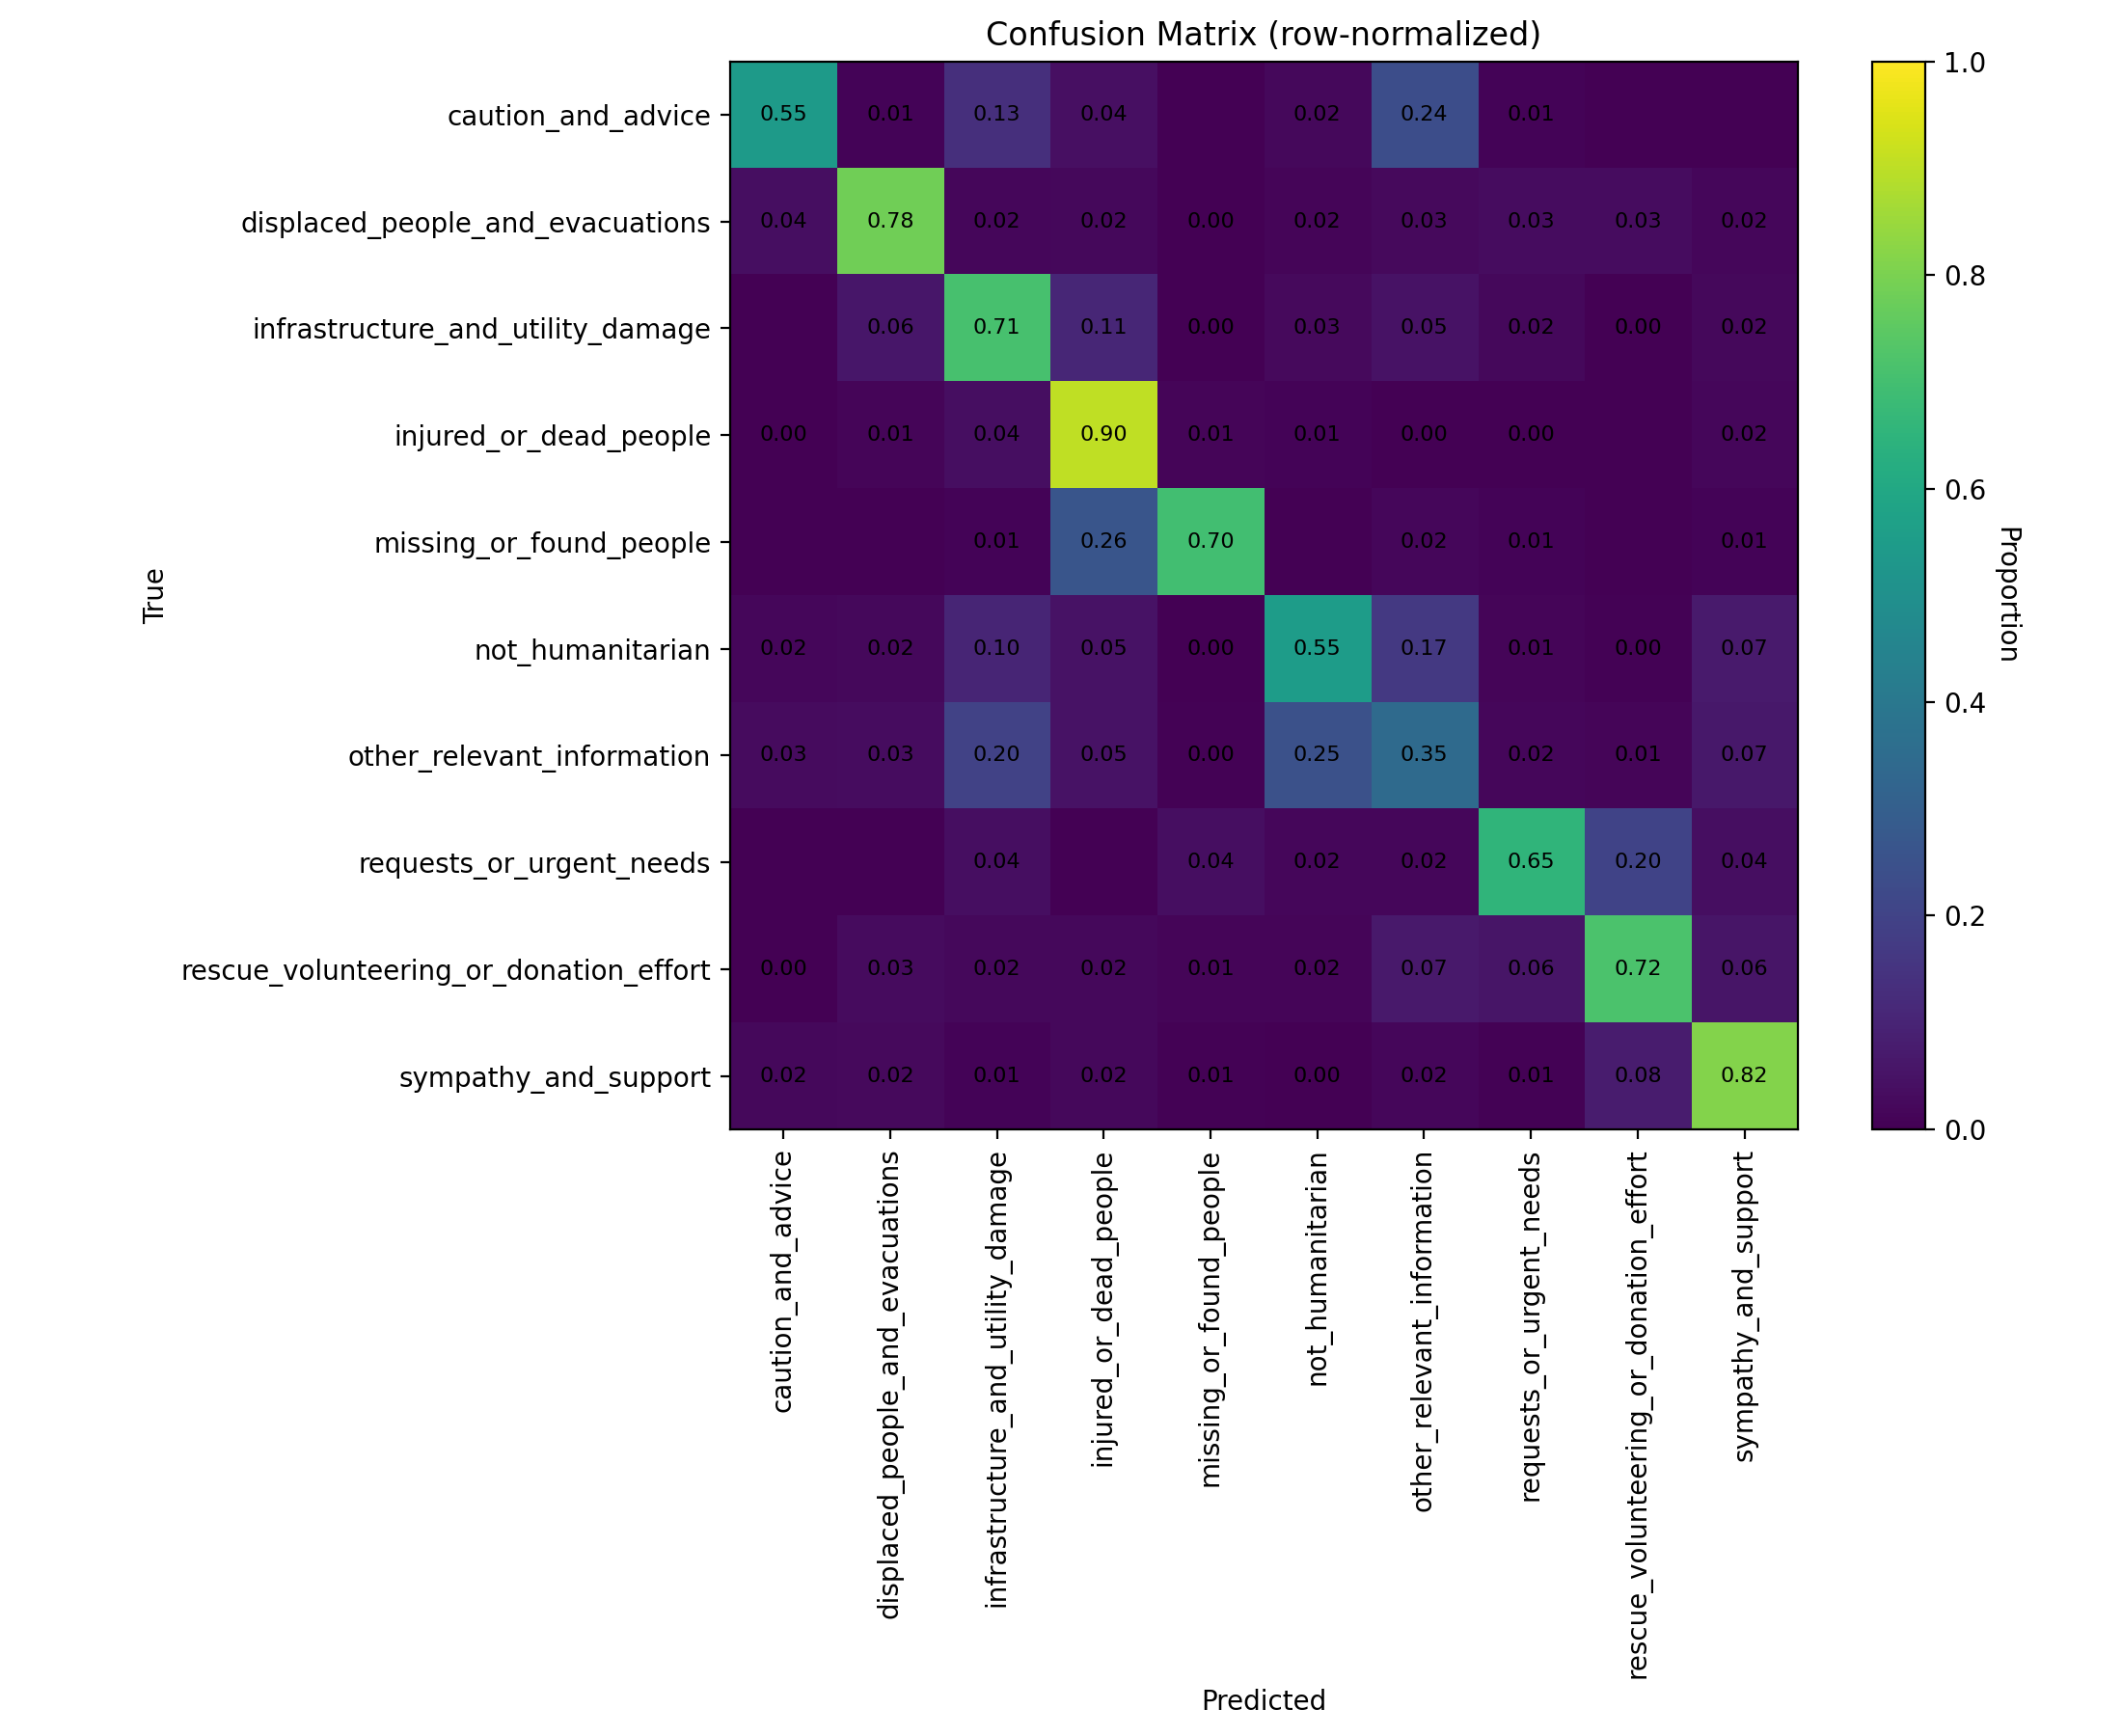 Confusion Matrix (row-normalized)
caution_and_advice 0.55 0.01 0.13 0.04 0.02 0.24 0.01
displaced_people_and_evacuations 0.04 0.78 0.02 0.02 0.00 0.02 0.03 0.03 0.03 0.02
infrastructure_and_utility_damage 0.06 0.71 0.11 0.00 0.03 0.05 0.02 0.00 0.02
injured_or_dead_people 0.00 0.01 0.04 0.90 0.01 0.01 0.00 0.00 0.02
missing_or_found_people 0.01 0.26 0.70 0.02 0.01 0.01
not_humanitarian 0.02 0.02 0.10 0.05 0.00 0.55 0.17 0.01 0.00 0.07
other_relevant_information 0.03 0.03 0.20 0.05 0.00 0.25 0.35 0.02 0.01 0.07
requests_or_urgent_needs 0.04 0.04 0.02 0.02 0.65 0.20 0.04
rescue_volunteering_or_donation_effort 0.00 0.03 0.02 0.02 0.01 0.02 0.07 0.06 0.72 0.06
sympathy_and_support 0.02 0.02 0.01 0.02 0.01 0.00 0.02 0.01 0.08 0.82
True
caution_and_advice
displaced_people_and_evacuations
infrastructure_and_utility_damage
injured_or_dead_people
missing_or_found_people
not_humanitarian
other_relevant_information
requests_or_urgent_needs
rescue_volunteering_or_donation_effort
sympathy_and_support
Predicted
1.0
0.8
0.6
0.4
0.2
0.0
Proportion